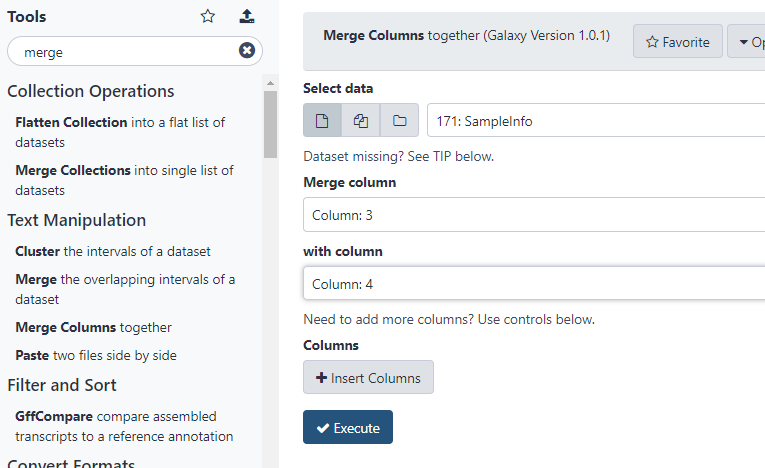 Tools
merge
Collection Operations
Flatten Collection into a flat list of
datasets
Merge Collections into single list of
datasets
Text Manipulation
Cluster the intervals of a dataset
Merge the overlapping intervals of a
dataset
Merge Columns together
Paste two files side by side
Filter and Sort
GffCompare compare assembled
transcripts to a reference annotation
Convert Formats
Merge Columns together (Galaxy Version 1.0.1)
Favorite
Select data
171: SampleInfo
Dataset missing? See TIP below.
Merge column
Column: 3
with column
Column: 4
Need to add more columns? Use controls below.
Columns
Insert Columns
Execute